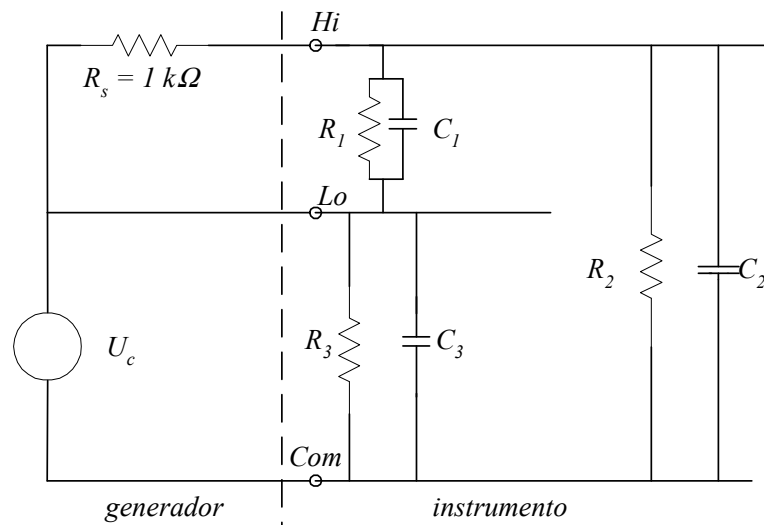 Hi
R_s = 1 kΩ
R_1
C_1
Lo
R_2
C_2
U_c
R_3
C_3
Com
generador
instrumento